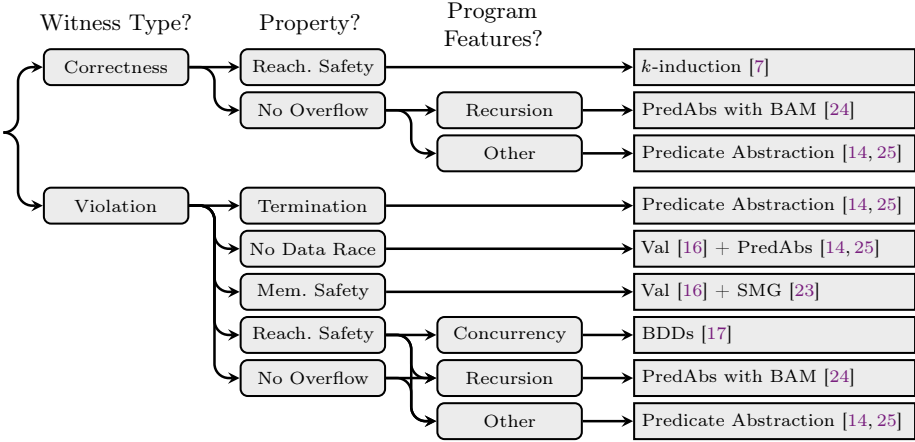 Witness Type?
Property?
Program
Features?
Correctness
Reach. Safety
k-induction [7]
No Overflow
Recursion
PredAbs with BAM [24]
Other
Predicate Abstraction [14, 25]
Violation
Termination
Predicate Abstraction [14, 25]
No Data Race
Val [16] + PredAbs [14, 25]
Mem. Safety
Val [16] + SMG [23]
Reach. Safety
Concurrency
BDDs [17]
No Overflow
Recursion
PredAbs with BAM [24]
Other
Predicate Abstraction [14, 25]